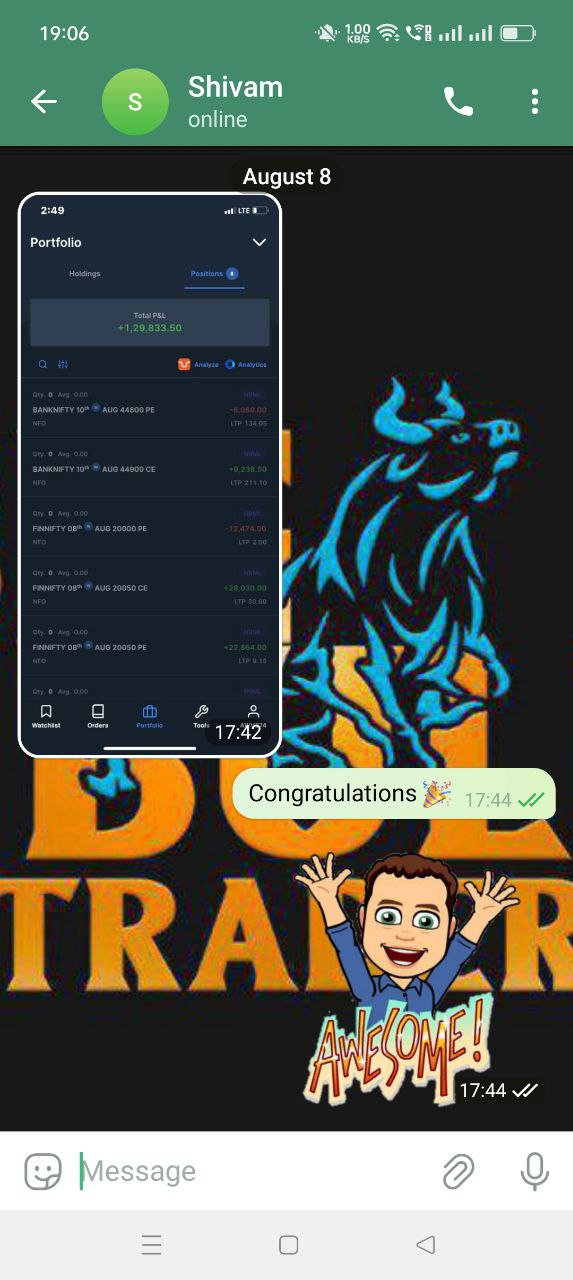 19:06
1.00 KB/S
S
Shivam
online
August 8
2:49
LTE
Portfolio
Holdings
Positions 8
Total P&L
+1,29,833.50
Analyze Analytics
Qty. 0 Avg. 0.00 NRML
BANKNIFTY 10th W AUG 44800 PE -6,069.00
NFO LTP 134.05
Qty. 0 Avg. 0.00 NRML
BANKNIFTY 10th W AUG 44900 CE +9,238.50
NFO LTP 211.10
Qty. 0 Avg. 0.00 NRML
FINNIFTY 08th W AUG 20000 PE -12,474.00
NFO LTP 2.00
Qty. 0 Avg. 0.00 NRML
FINNIFTY 08th W AUG 20050 CE +28,030.00
NFO LTP 30.60
Qty. 0 Avg. 0.00 NRML
FINNIFTY 08th W AUG 20050 PE +22,864.00
NFO LTP 9.15
Qty. 0 Avg. 0.00 NRML
Watchlist Orders Portfolio Tools
17:42
Congratulations 🎉 17:44
TRADER
AWESOME!
17:44
Message